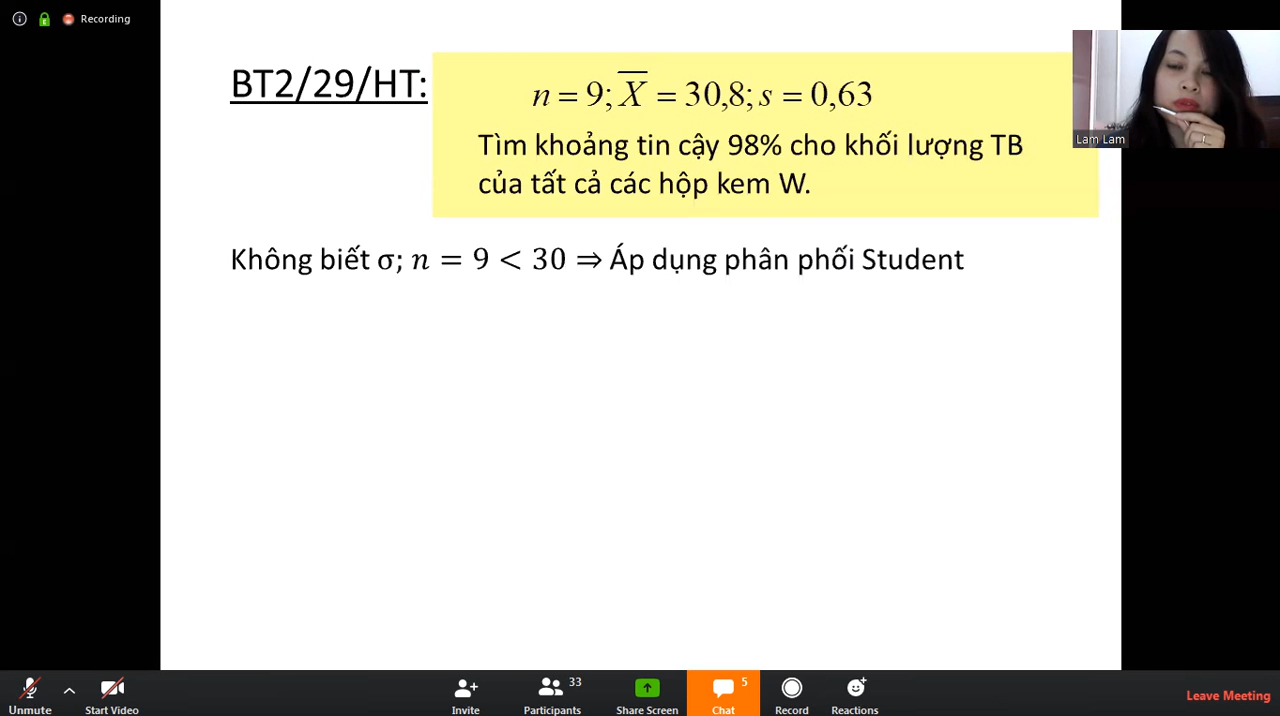 Recording
BT2/29/HT:
n = 9; X̅ = 30,8; s = 0,63
Tìm khoảng tin cậy 98% cho khối lượng TB
của tất cả các hộp kem W.
Lam Lam
Không biết σ; n = 9 < 30 ⇒ Áp dụng phân phối Student
Unmute
Start Video
Invite
Participants 33
Share Screen
Chat 5
Record
Reactions
Leave Meeting